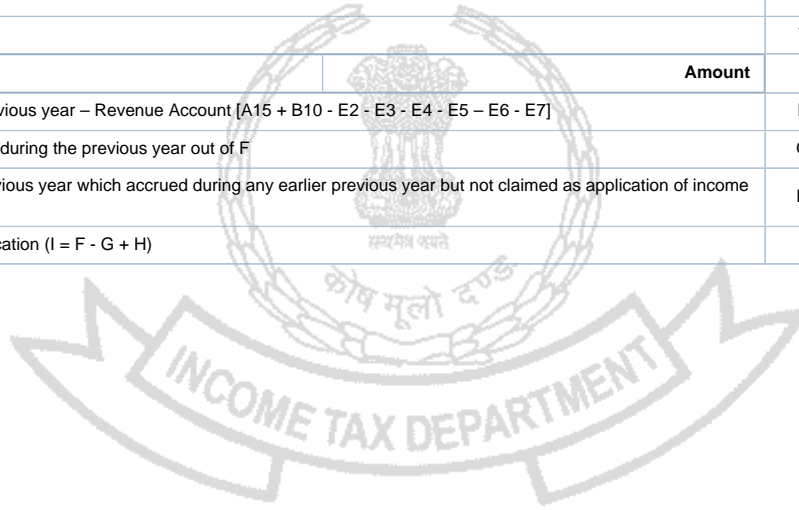 Amount
vious year – Revenue Account [A15 + B10 - E2 - E3 - E4 - E5 – E6 - E7]
during the previous year out of F
vious year which accrued during any earlier previous year but not claimed as application of income
cation (I = F - G + H)
सत्यमेव जयते
कोष मूलो दण्डः
INCOME TAX DEPARTMENT